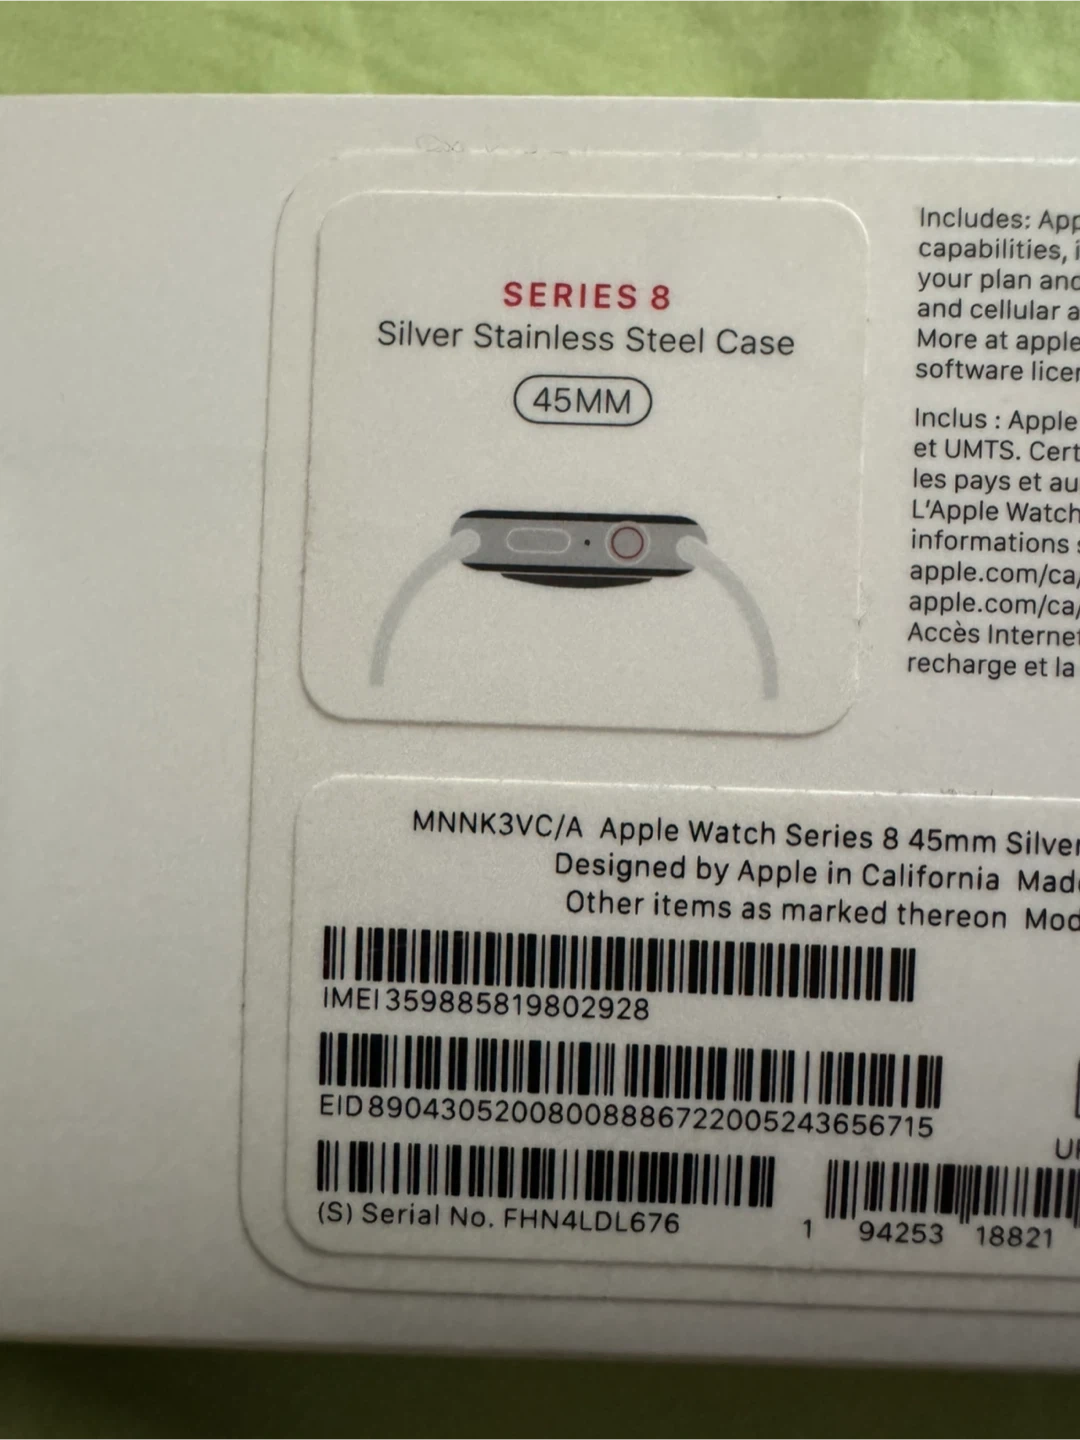 SERIES 8
Silver Stainless Steel Case
45MM
Includes:
capabilities,
your plan and
and cellular
More at apple
software
Inclus : Apple
et UMTS.
les pays et au
L'Apple Watch
informations
apple.com/ca/
apple.com/ca/
Accès Internet
recharge et la
MNNK3VC/A Apple Watch Series 8 45mm Silver
Designed by Apple in California
Other items as marked thereon
IMEI 359885819802928
EID 89043052008008886722005243656715
(S) Serial No. FHN4LDL676
1 94253 18821